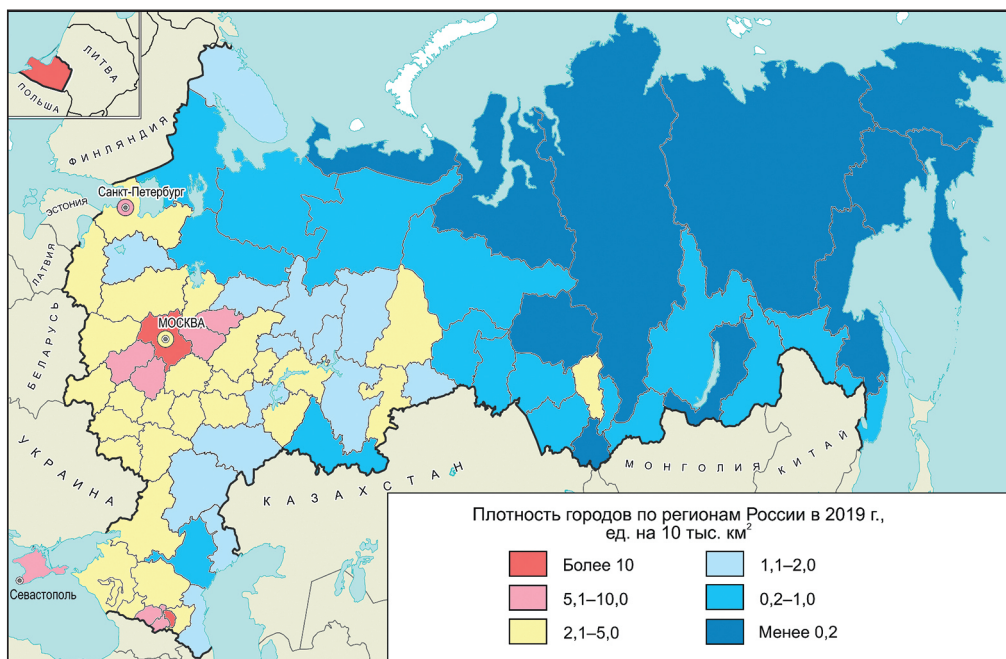 ЛИТВА
ПОЛЬША
ФИНЛЯНДИЯ
Санкт-Петербург
ЭСТОНИЯ
ЛАТВИЯ
МОСКВА
БЕЛАРУСЬ
УКРАИНА
КАЗАХСТАН
МОНГОЛИЯ
КИТАЙ
Севастополь
Плотность городов по регионам России в 2019 г.,
ед. на 10 тыс. км²
Более 10
5,1–10,0
2,1–5,0
1,1–2,0
0,2–1,0
Менее 0,2